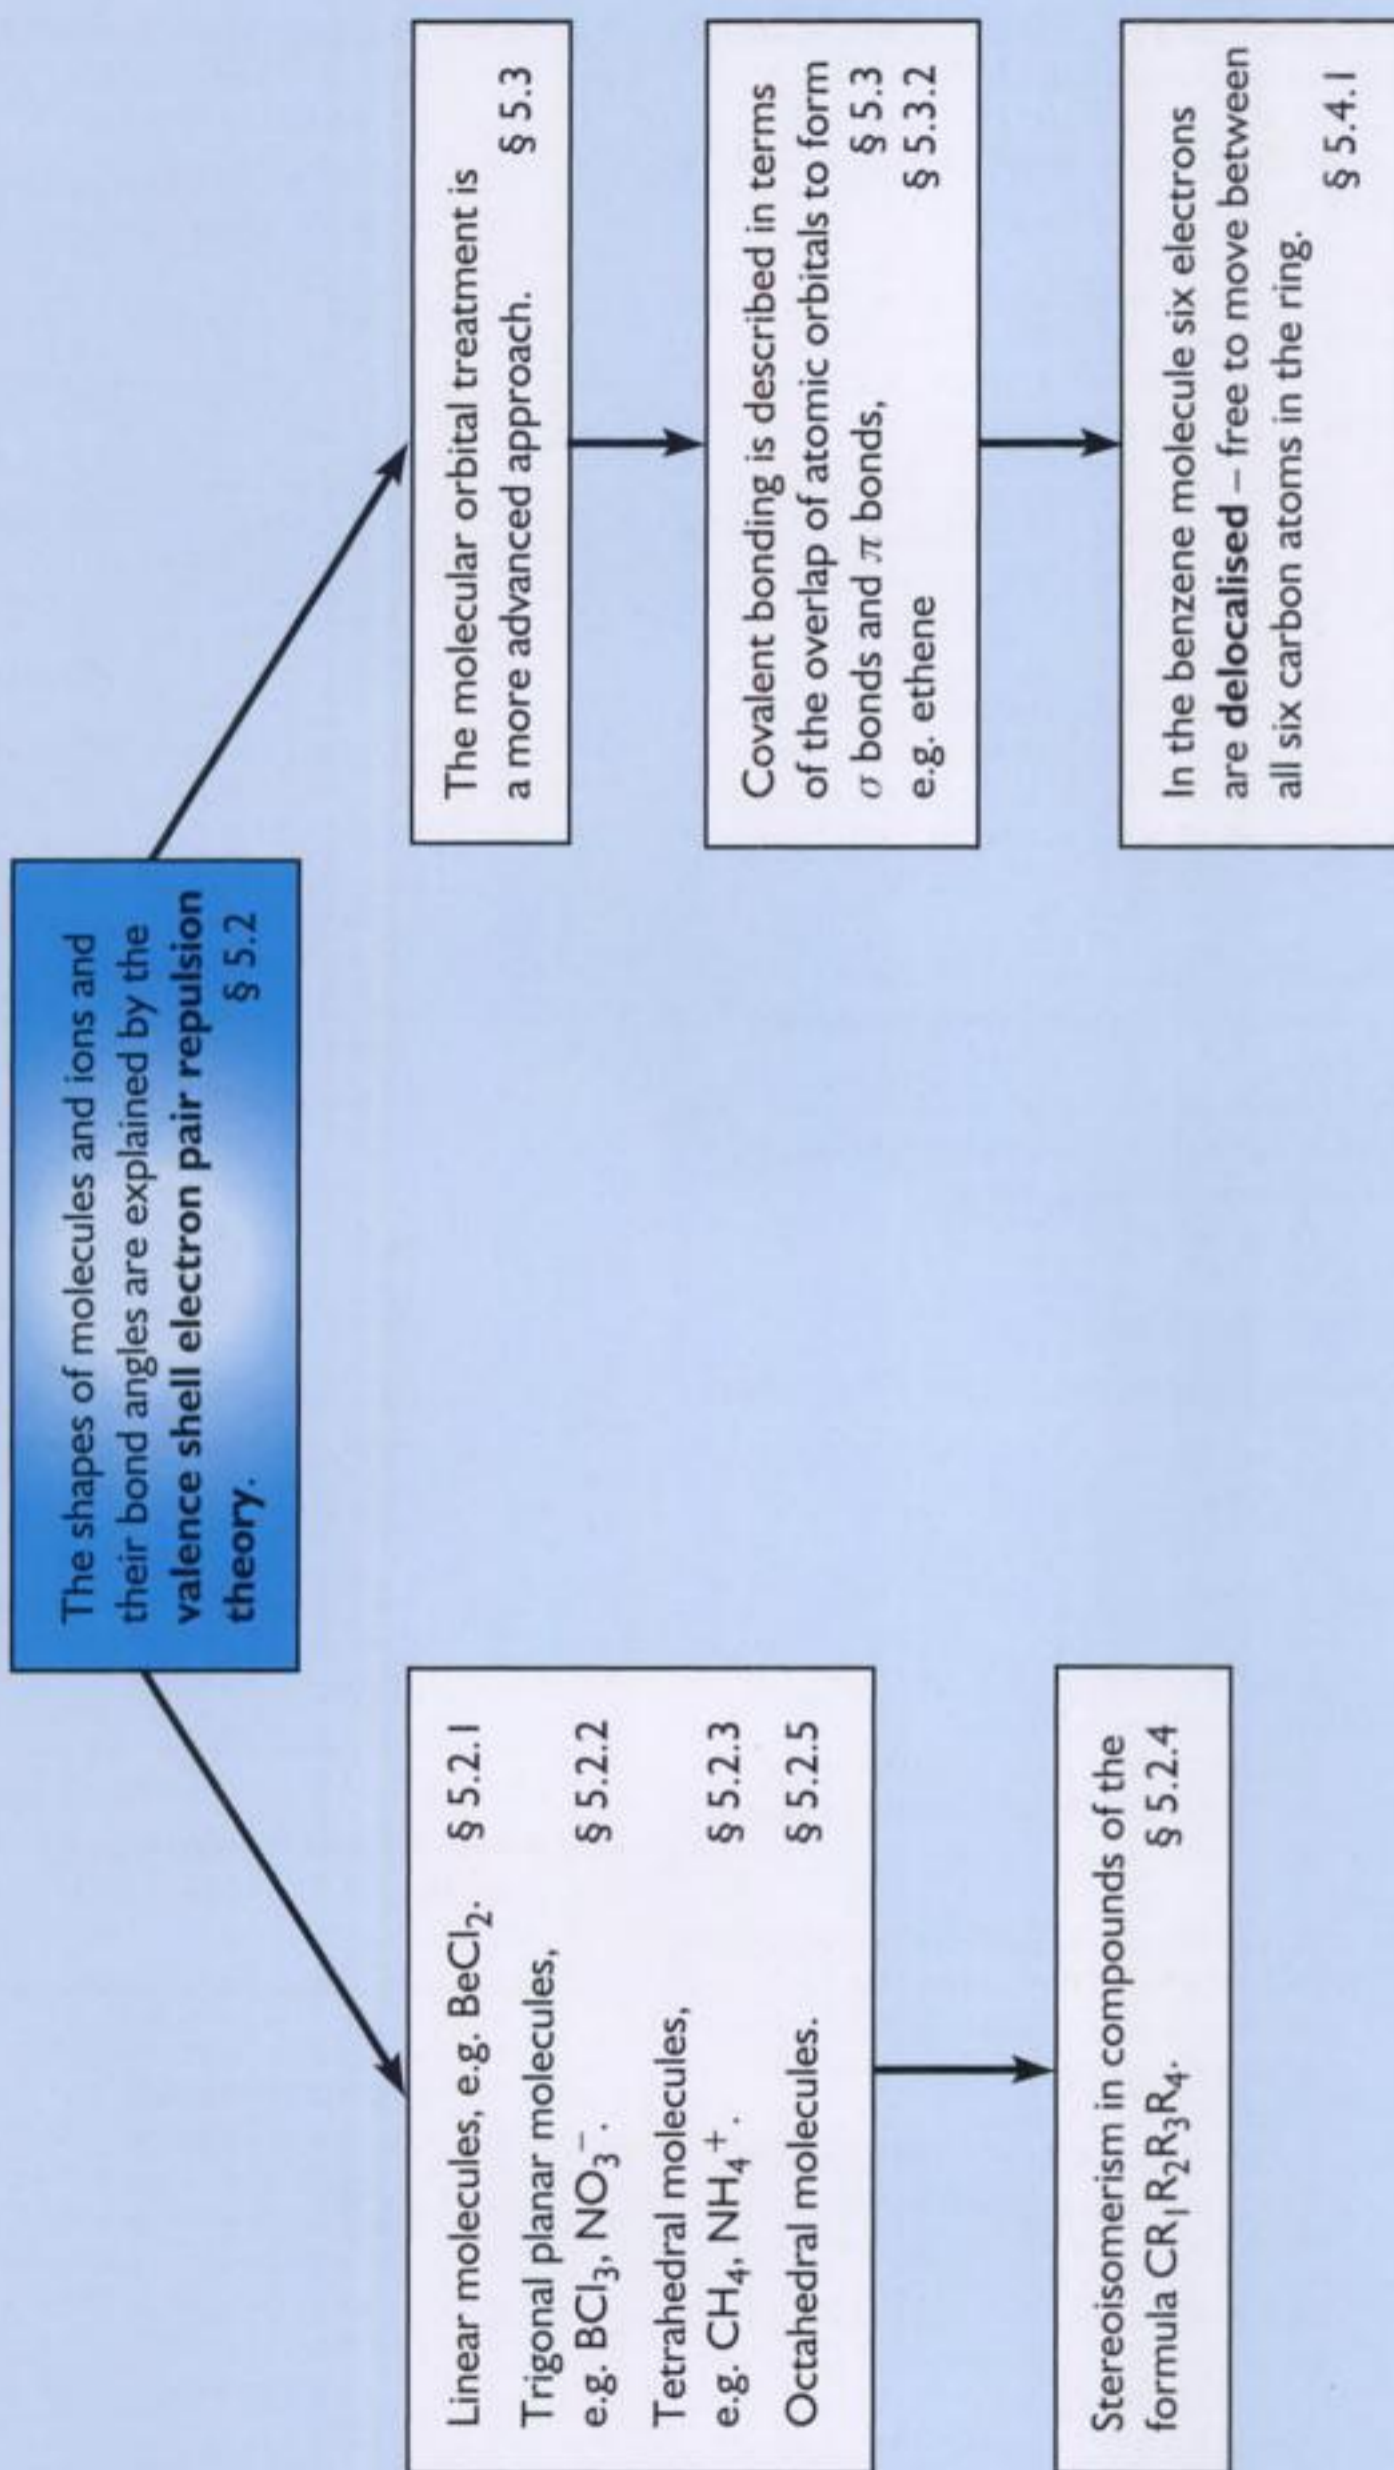 The shapes of molecules and ions and
their bond angles are explained by the
valence shell electron pair repulsion
theory. § 5.2
Linear molecules, e.g. BeCl₂. § 5.2.1
Trigonal planar molecules,
e.g. BCl₃, NO₃⁻. § 5.2.2
Tetrahedral molecules,
e.g. CH₄, NH₄⁺. § 5.2.3
Octahedral molecules. § 5.2.5
Stereoisomerism in compounds of the
formula CR₁R₂R₃R₄. § 5.2.4
The molecular orbital treatment is
a more advanced approach. § 5.3
Covalent bonding is described in terms
of the overlap of atomic orbitals to form
σ bonds and π bonds, § 5.3
e.g. ethene § 5.3.2
In the benzene molecule six electrons
are delocalised – free to move between
all six carbon atoms in the ring.
§ 5.4.1